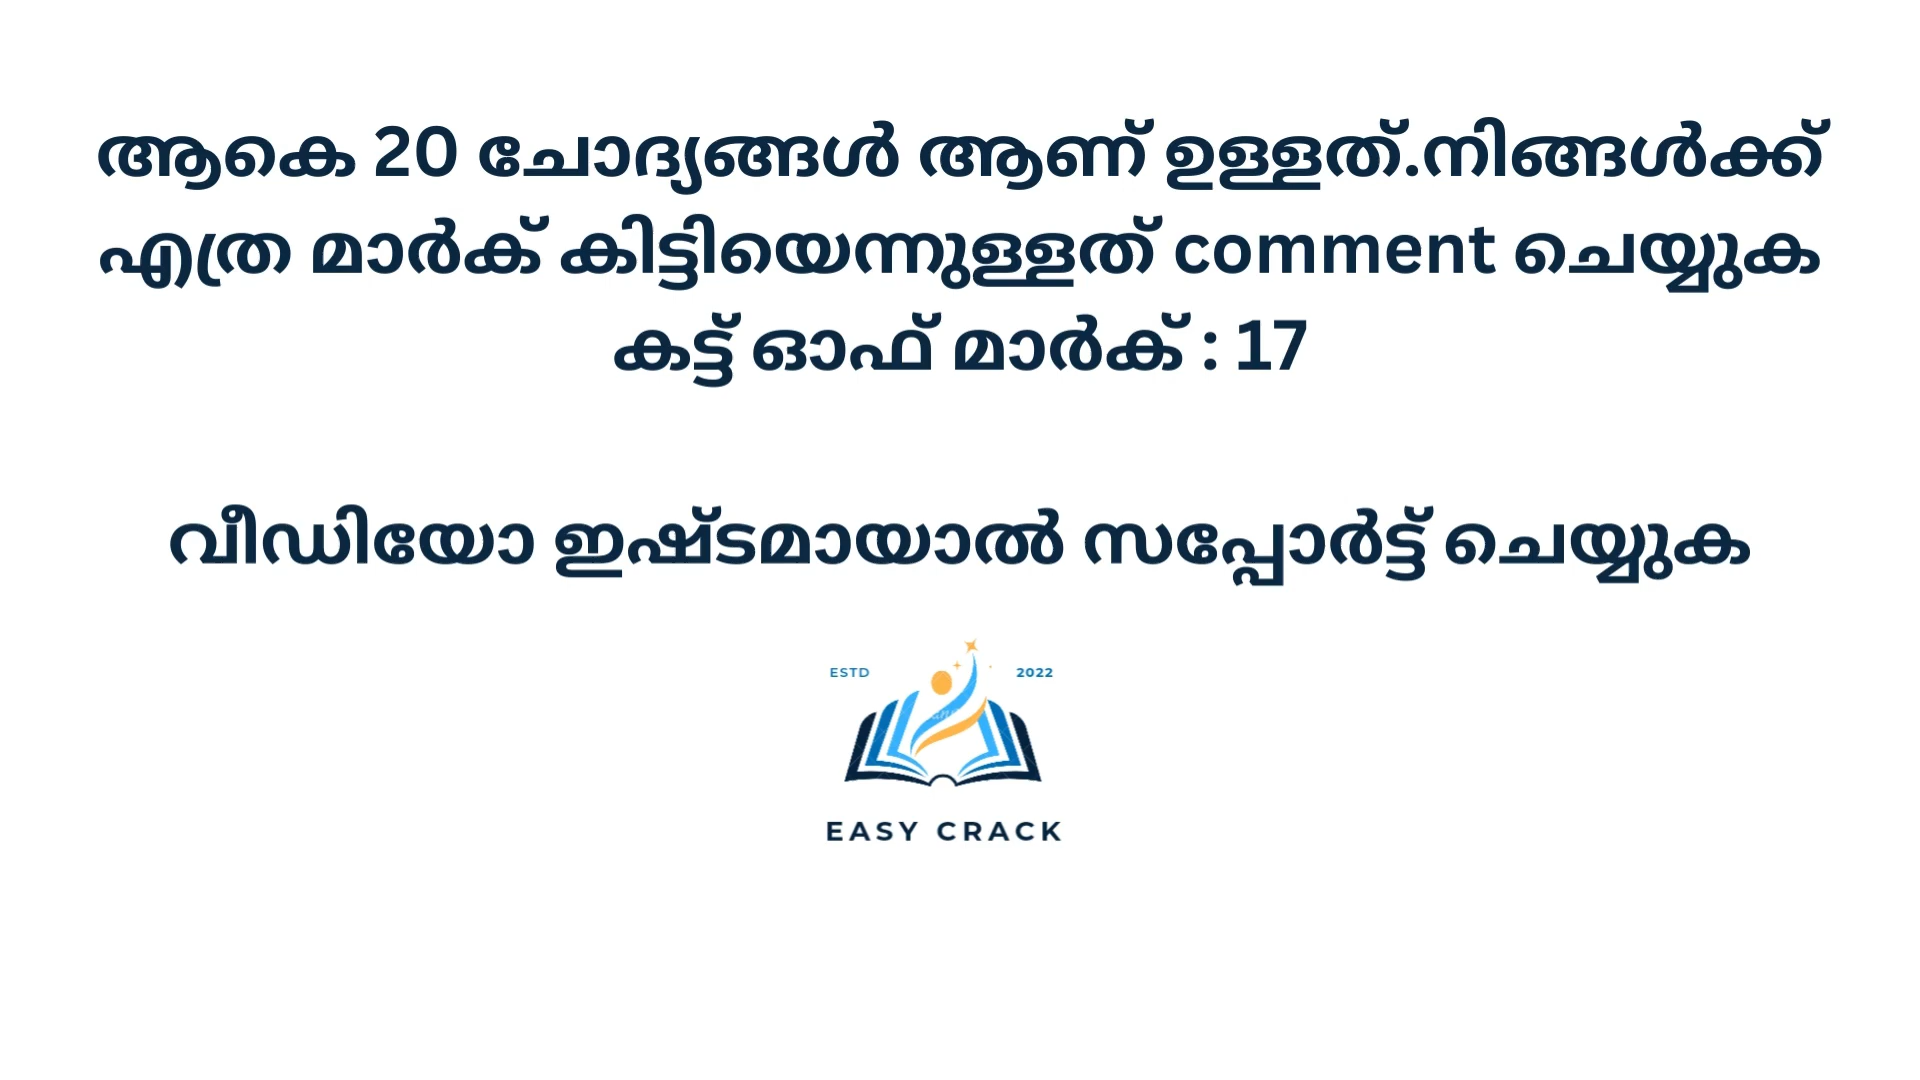 ആകെ 20 ചോദ്യങ്ങൾ ആണ് ഉള്ളത്.നിങ്ങൾക്ക്
എത്ര മാർക് കിട്ടിയെന്നുള്ളത് comment ചെയ്യുക
കട്ട് ഓഫ് മാർക് : 17
വീഡിയോ ഇഷ്ടമായാൽ സപ്പോർട്ട് ചെയ്യുക
ESTD 2022
EASY CRACK